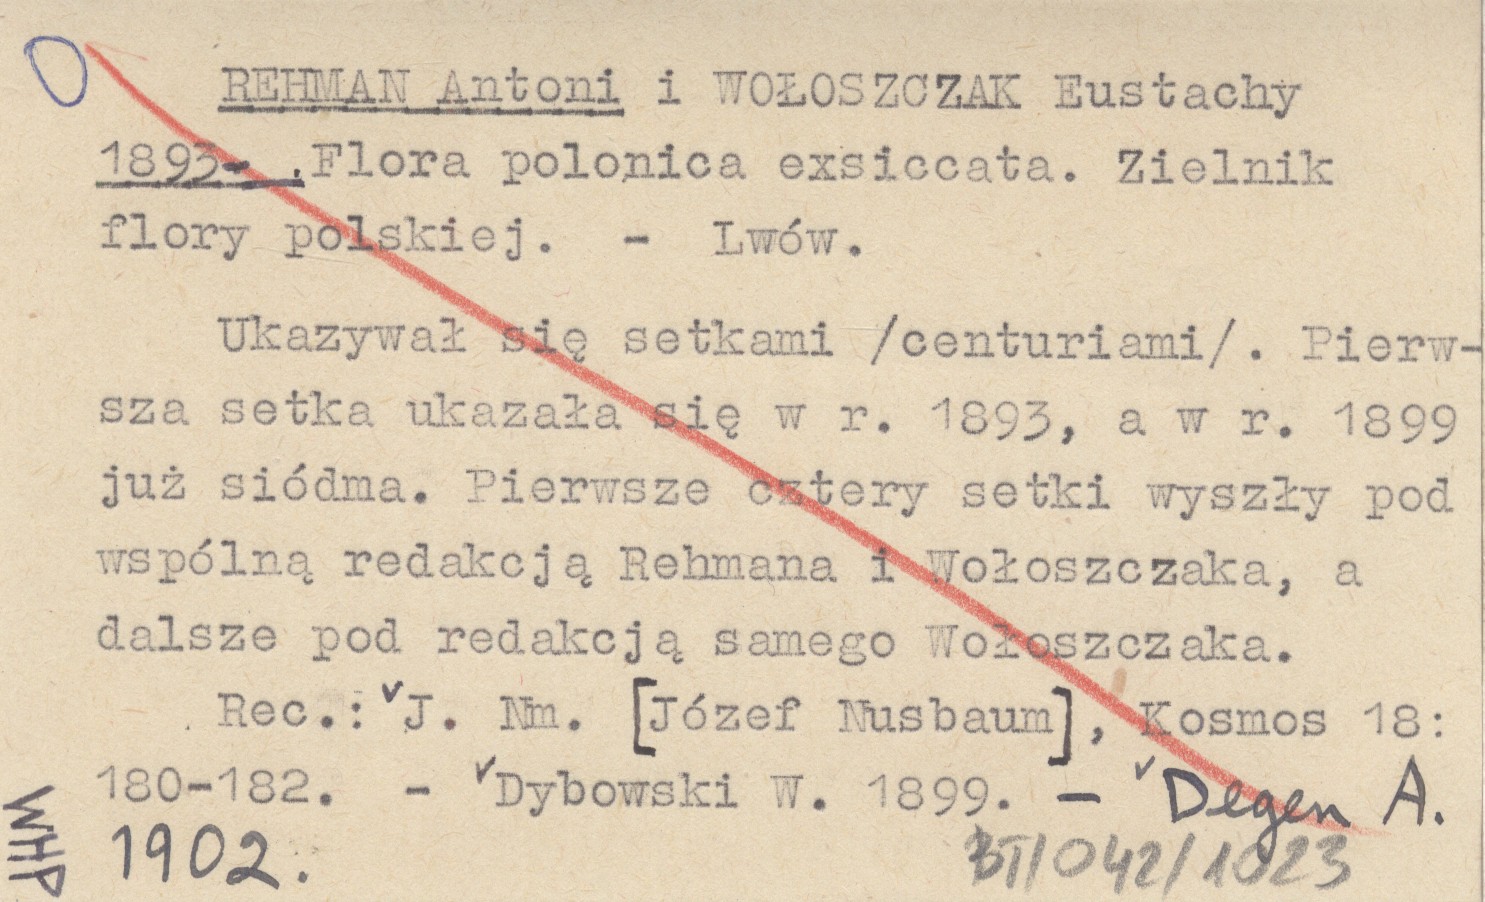 REHMAN Antoni i WOŁOSZCZAK Eustachy
1893- .Flora polonica exsiccata. Zielnik
flory polskiej. - Lwów.
Ukazywał się setkami /centuriami/. Pierw-
sza setka ukazała się w r. 1893, a w r. 1899
już siódma. Pierwsze cztery setki wyszły pod
wspólną redakcją Rehmana i Wołoszczaka, a
dalsze pod redakcją samego Wołoszczaka.
Rec.: J. Nm. [Józef Nusbaum], Kosmos 18:
180-182. - Dybowski W. 1899. - Degen A.
1902.
BT/042/1023
WHP